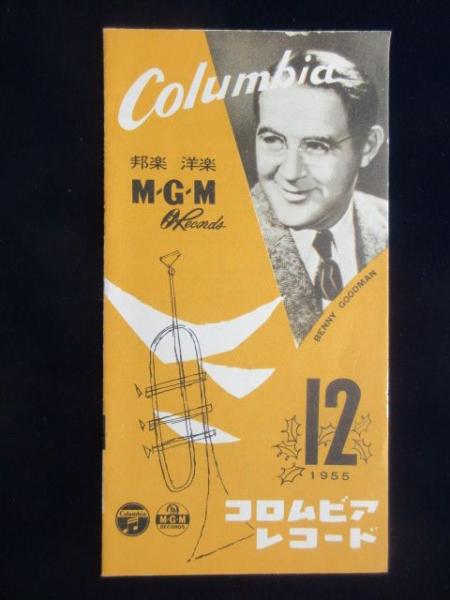 Columbia
邦楽 洋楽
M-G-M
Records
BENNY GOODMAN
12
1955
Columbia
M-G-M
RECORDS
コロムビア
レコード